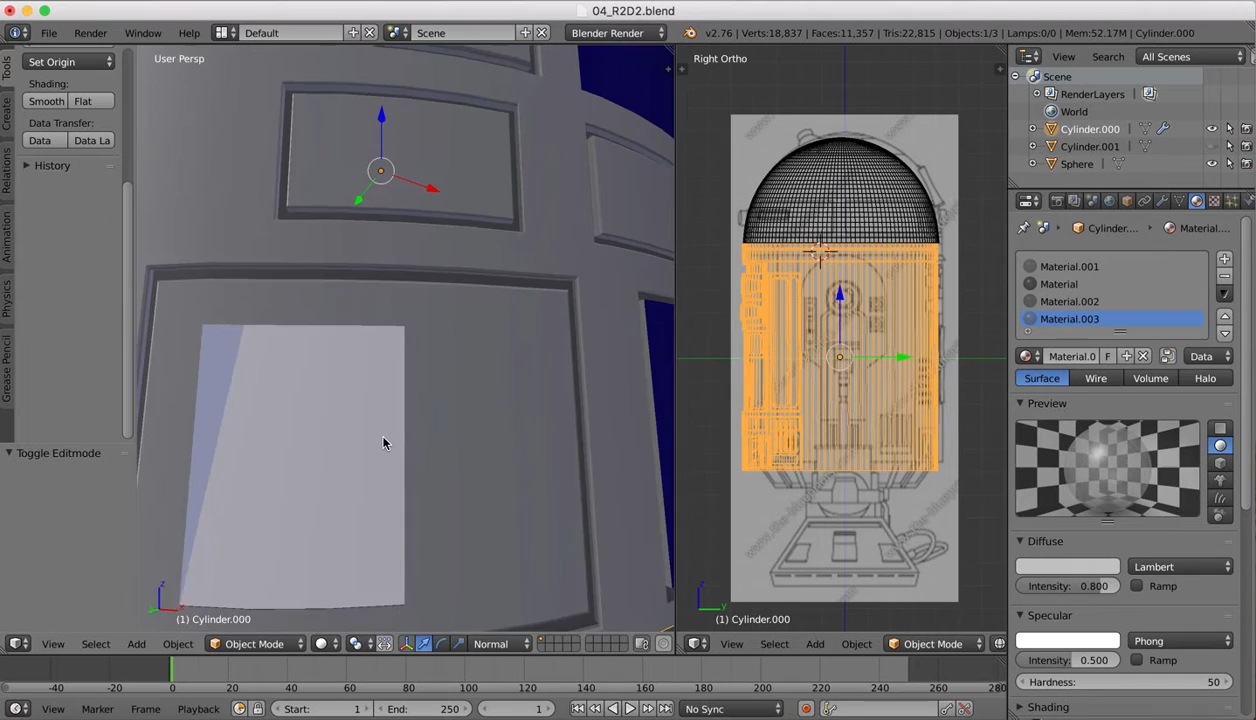 04_R2D2.blend
File Render Window Help Default Scene Blender Render v2.76 | Verts:18,837 | Faces:11,357 | Tris:22,815 | Objects:1/3 | Mem:52.17M | Cylinder.000
Set Origin
Shading:
Smooth Flat
Data Transfer:
Data Data La
History
Toggle Editmode
Tools
Create
Relations
Animation
Physics
Grease Pencil
User Persp
(1) Cylinder.000
Right Ortho
(1) Cylinder.000
View Select Add Object Object Mode Normal
View Select Add Object Object Mode
-40 -20 0 20 40 60 80 100 120 140 160 180 200 220 240 260 280
View Marker Frame Playback Start: 1 End: 250 1 No Sync
View Search All Scenes
Scene
RenderLayers
World
Cylinder.000
Cylinder.001
Sphere
Cylinder.... Material....
Material.001
Material
Material.002
Material.003
Material.0 F Data
Surface Wire Volume Halo
Preview
Diffuse
Lambert
Intensity: 0.800 Ramp
Specular
Phong
Intensity: 0.500 Ramp
Hardness: 50
Shading